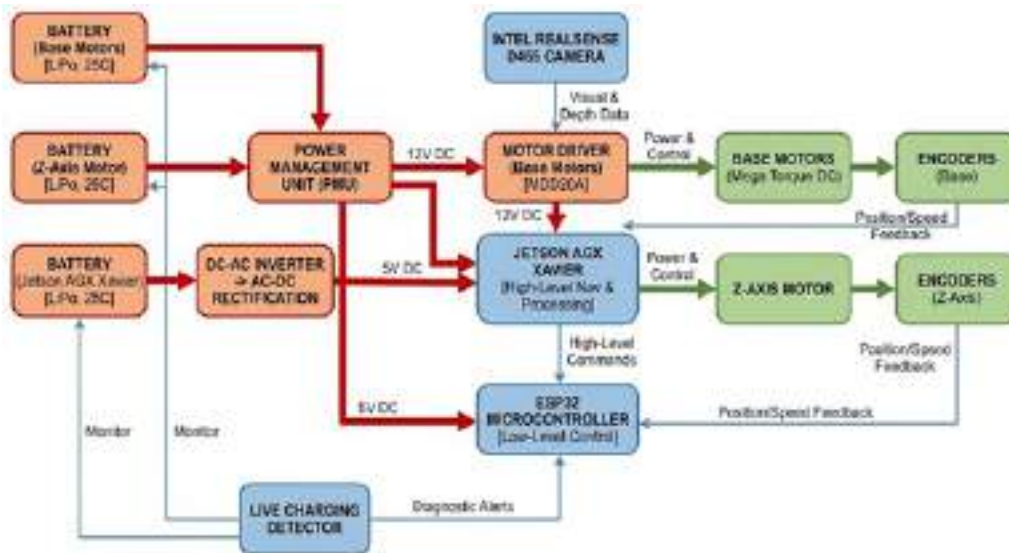 BATTERY
(Base Motors)
[LiPo, 25C]
INTEL REALSENSE
D455 CAMERA
Visual &
Depth Data
BATTERY
(Z-Axis Motor)
[LiPo, 25C]
POWER
MANAGEMENT
UNIT (PMU)
12V DC
MOTOR DRIVER
(Base Motors)
[MDD20A]
Power &
Control
BASE MOTORS
(Mega Torque DC)
ENCODERS
(Base)
12V DC
Position/Speed
Feedback
BATTERY
(Jetson AGX Xavier)
[LiPo, 25C]
DC-AC INVERTER
-> AC-DC
RECTIFICATION
5V DC
JETSON AGX
XAVIER
[High-Level Nav &
Processing]
Power &
Control
Z-AXIS MOTOR
ENCODERS
(Z-Axis)
High-Level
Commands
Position/Speed
Feedback
5V DC
ESP32
MICROCONTROLLER
[Low-Level Control]
Position/Speed Feedback
Monitor
Monitor
LIVE CHARGING
DETECTOR
Diagnostic Alerts